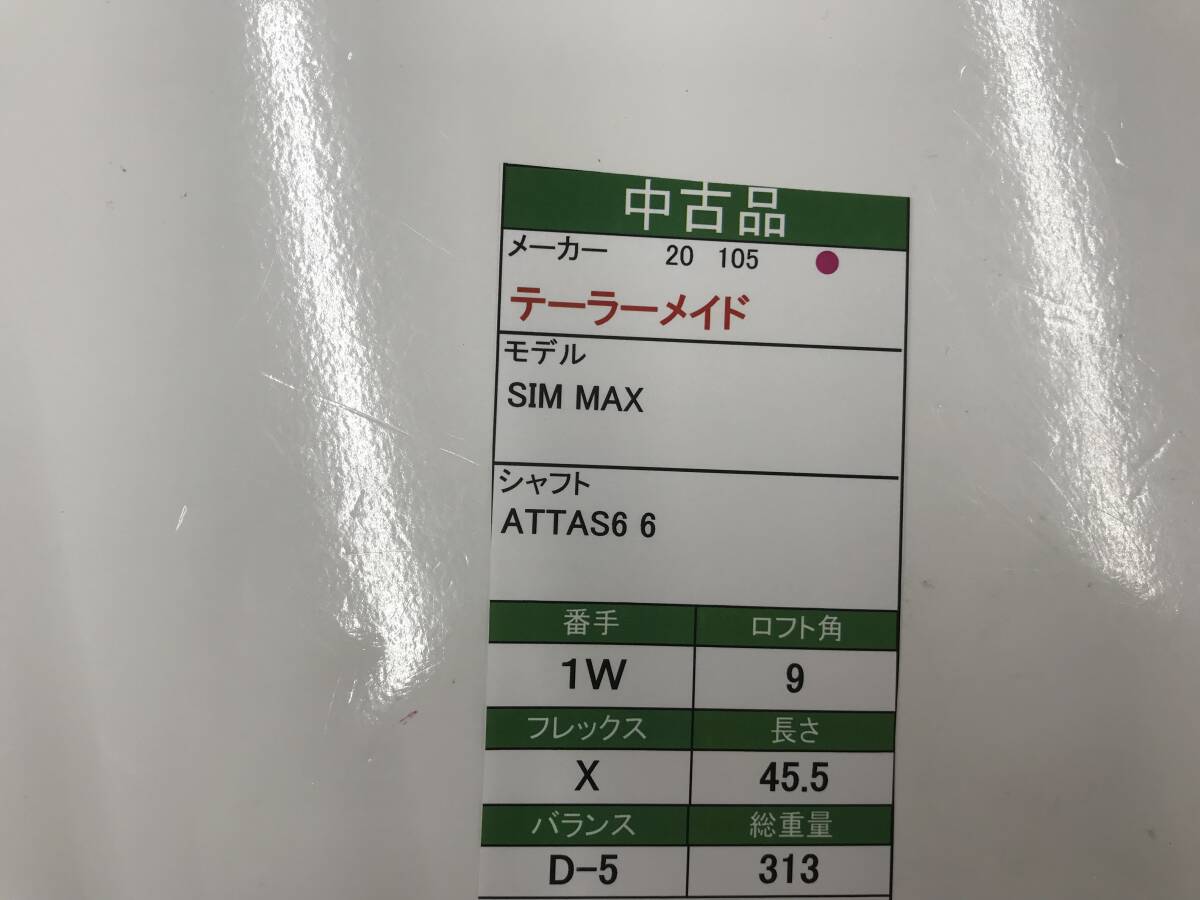 中古品
メーカー 20 105
テーラーメイド
モデル
SIM MAX
シャフト
ATTAS6 6
番手 ロフト角
1W 9
フレックス 長さ
X 45.5
バランス 総重量
D-5 313